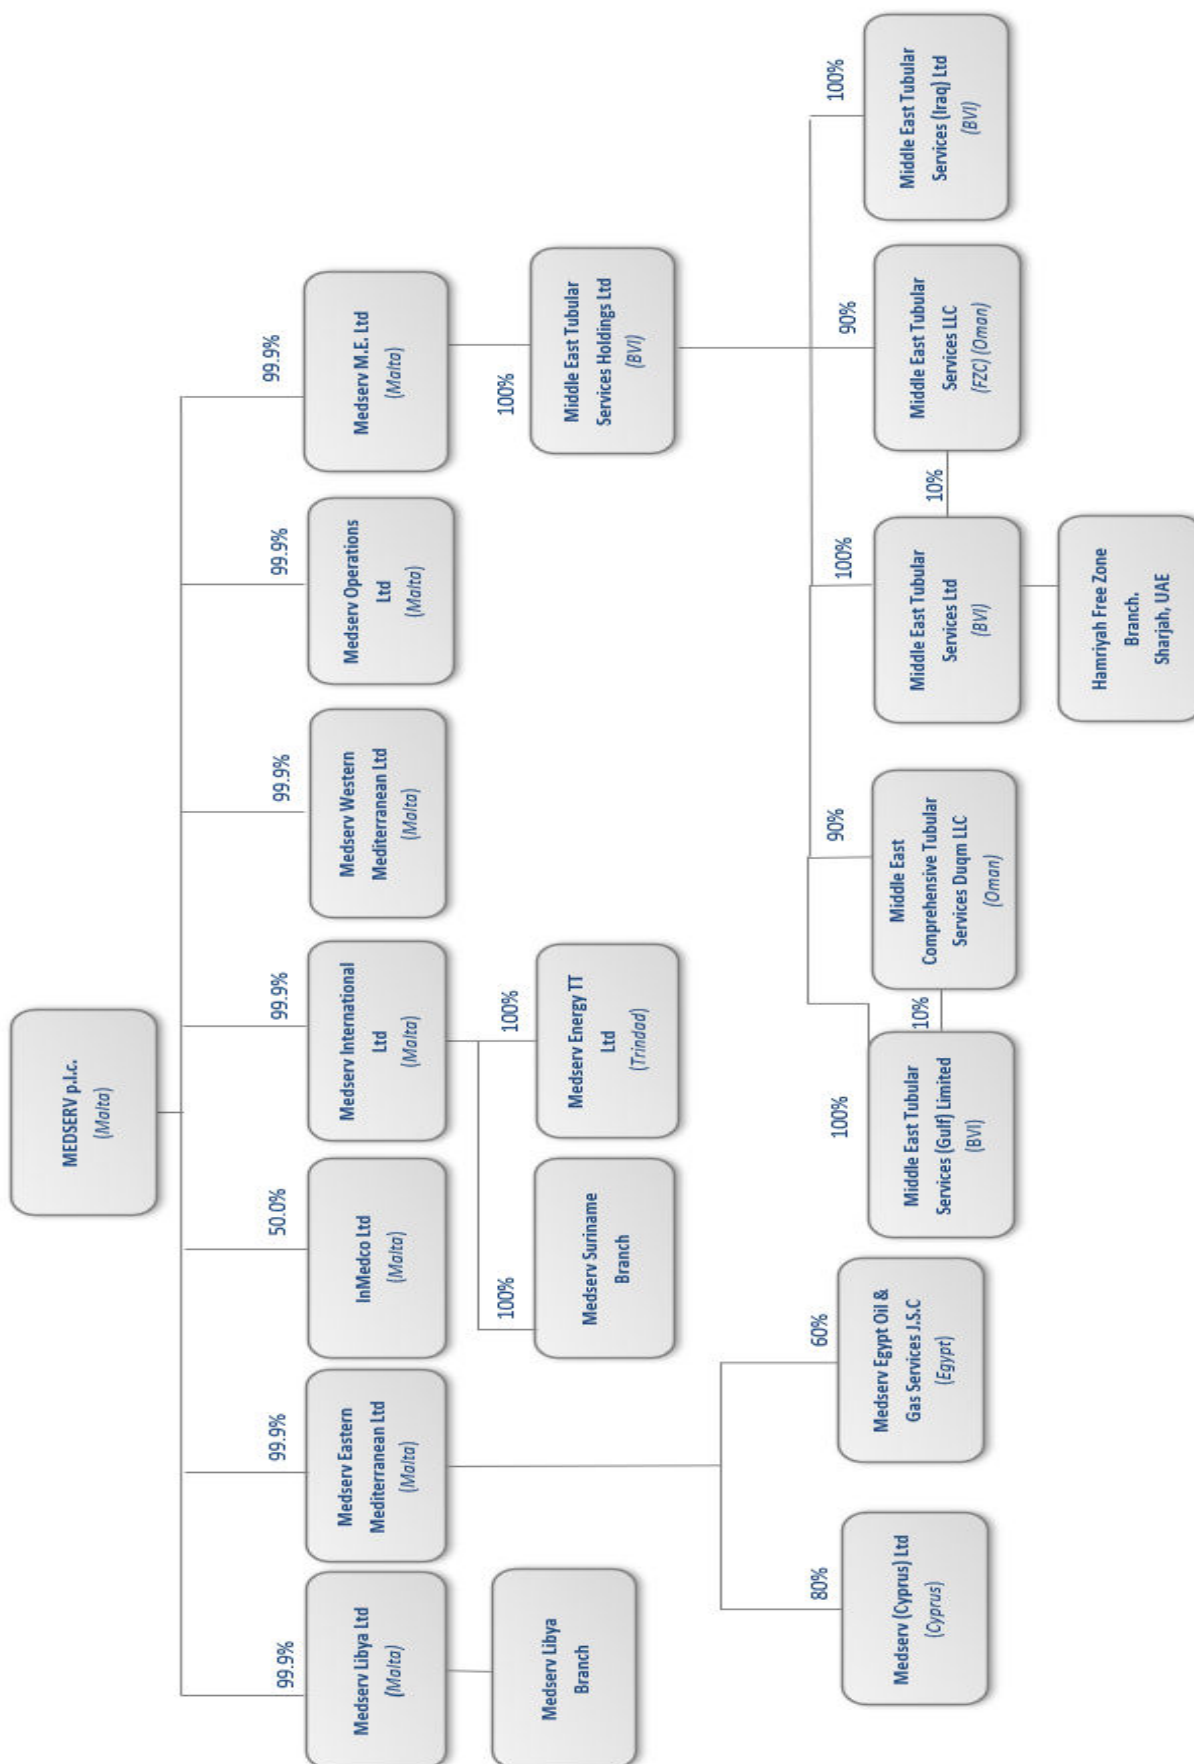 MEDSERV p.l.c.
(Malta)
99.9%
99.9%
50.0%
99.9%
99.9%
99.9%
99.9%
Medserv Libya Ltd
(Malta)
Medserv Eastern
Mediterranean Ltd
(Malta)
InMedco Ltd
(Malta)
Medserv International
Ltd
(Malta)
Medserv Western
Mediterranean Ltd
(Malta)
Medserv Operations
Ltd
(Malta)
Medserv M.E. Ltd
(Malta)
100%
100%
100%
Medserv Libya
Branch
Medserv Suriname
Branch
Medserv Energy TT
Ltd
(Trindad)
Middle East Tubular
Services Holdings Ltd
(BVI)
80%
60%
100%
90%
100%
90%
100%
Medserv (Cyprus) Ltd
(Cyprus)
Medserv Egypt Oil &
Gas Services J.S.C
(Egypt)
Middle East Tubular
Services (Gulf) Limited
(BVI)
10%
Middle East
Comprehensive Tubular
Services Duqm LLC
(Oman)
Middle East Tubular
Services Ltd
(BVI)
10%
Middle East Tubular
Services LLC
(FZC) (Oman)
Middle East Tubular
Services (Iraq) Ltd
(BVI)
Hamriyah Free Zone
Branch.
Sharjah, UAE